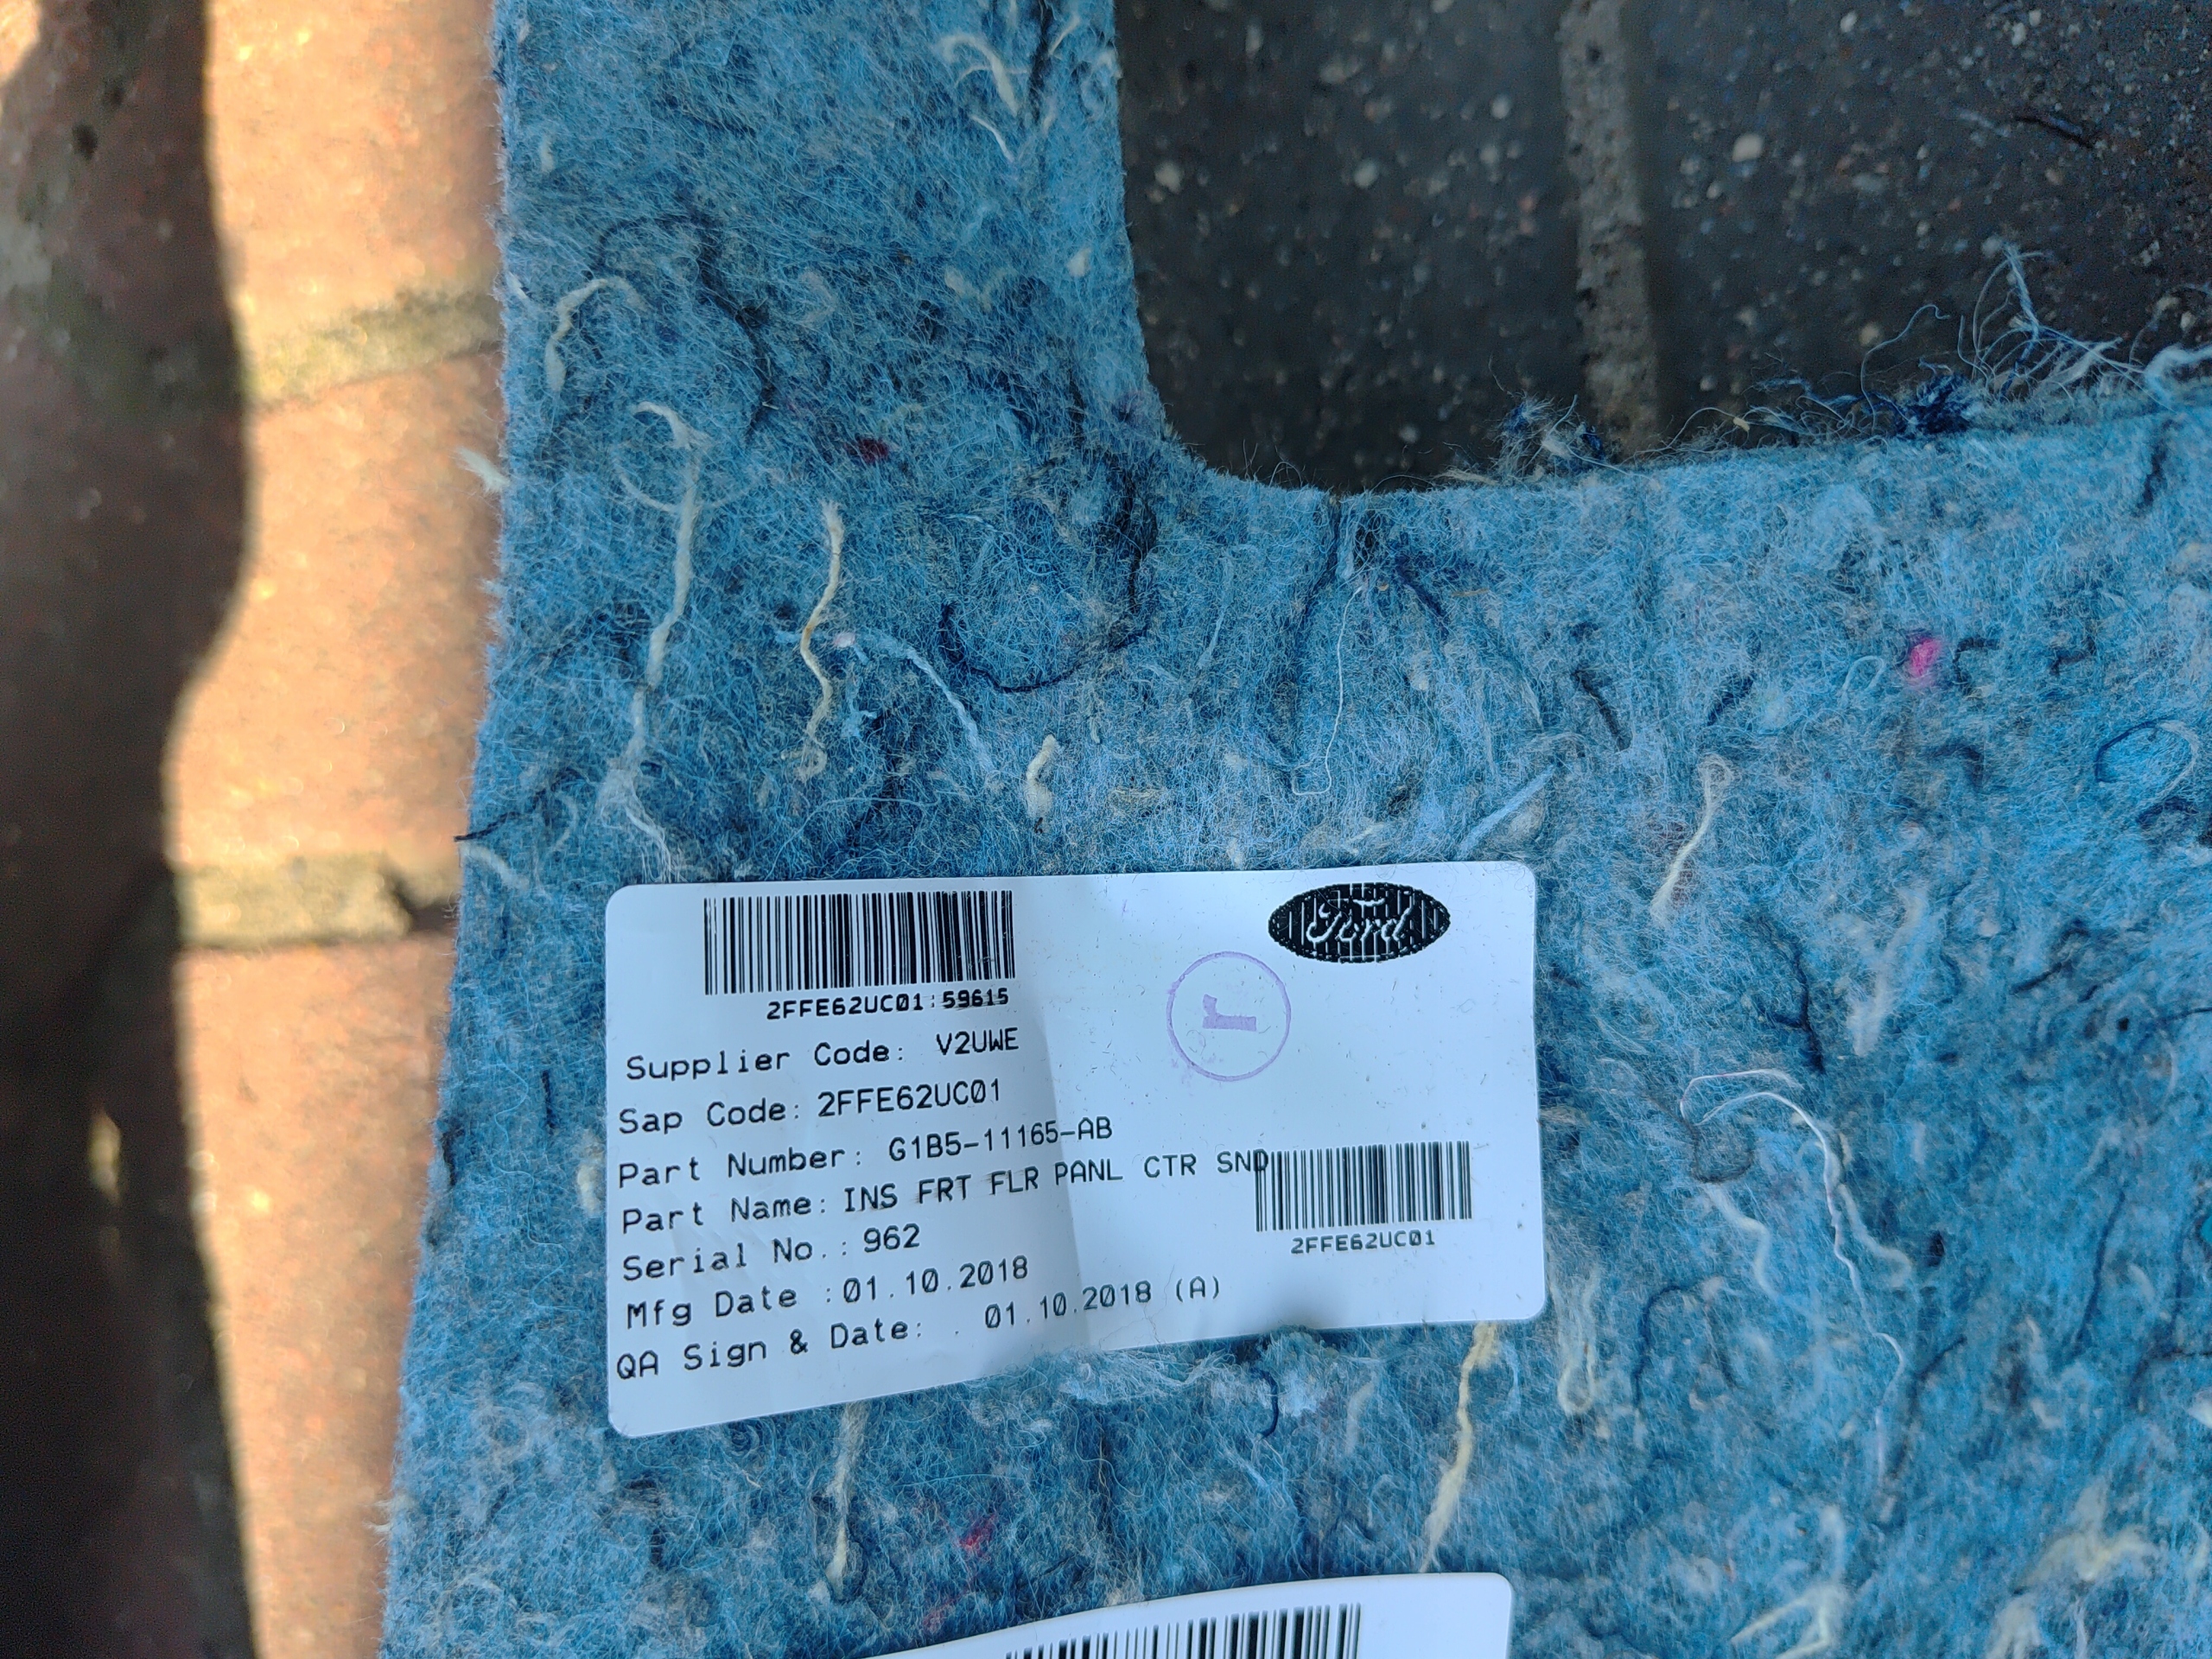 Ford
2FFE62UC01:59615
Supplier Code: V2UWE
Sap Code: 2FFE62UC01
Part Number: G1B5-11165-AB
Part Name: INS FRT FLR PANL CTR SND
Serial No.: 962
2FFE62UC01
Mfg Date :01.10.2018
QA Sign & Date: . 01.10.2018 (A)